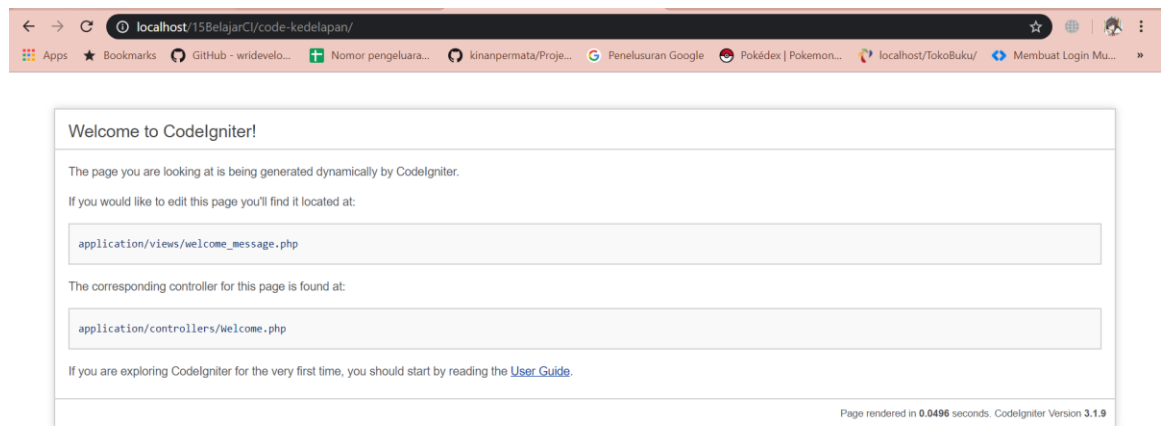 localhost/15BelajarCI/code-kedelapan/
Apps Bookmarks GitHub - wridevelo... Nomor pengeluara... kinanpermata/Proje... Penelusuran Google Pokédex | Pokemon... localhost/TokoBuku/ Membuat Login Mu... »
Welcome to CodeIgniter!
The page you are looking at is being generated dynamically by CodeIgniter.
If you would like to edit this page you'll find it located at:
application/views/welcome_message.php
The corresponding controller for this page is found at:
application/controllers/Welcome.php
If you are exploring CodeIgniter for the very first time, you should start by reading the User Guide.
Page rendered in 0.0496 seconds. CodeIgniter Version 3.1.9